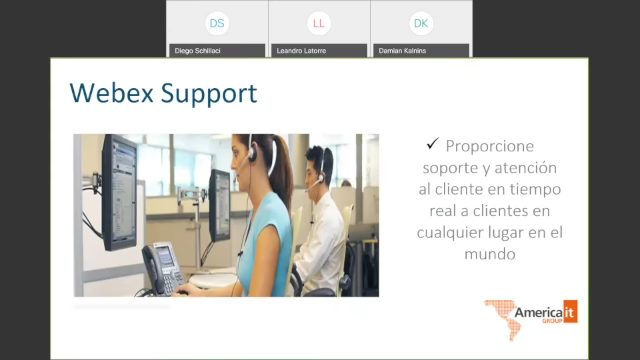 DS
LL
DK
Diego Schillaci
Leandro Latorre
Damian Kalnins
Webex Support
✓ Proporcione
soporte y atención
al cliente en tiempo
real a clientes en
cualquier lugar en el
mundo
America it
GROUP